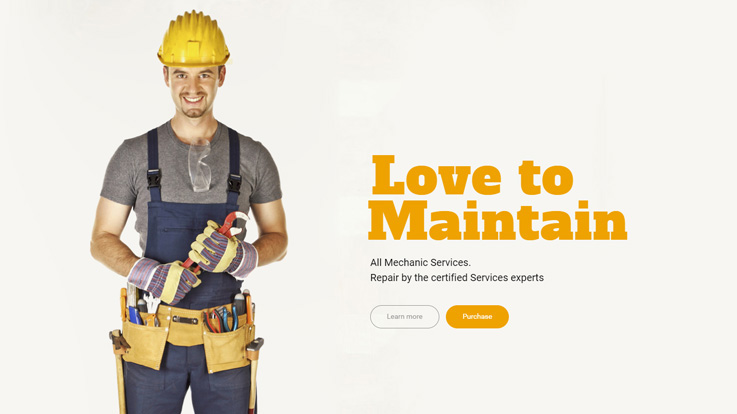 Love to
Maintain
All Mechanic Services.
Repair by the certified Services experts
Learn more
Purchase